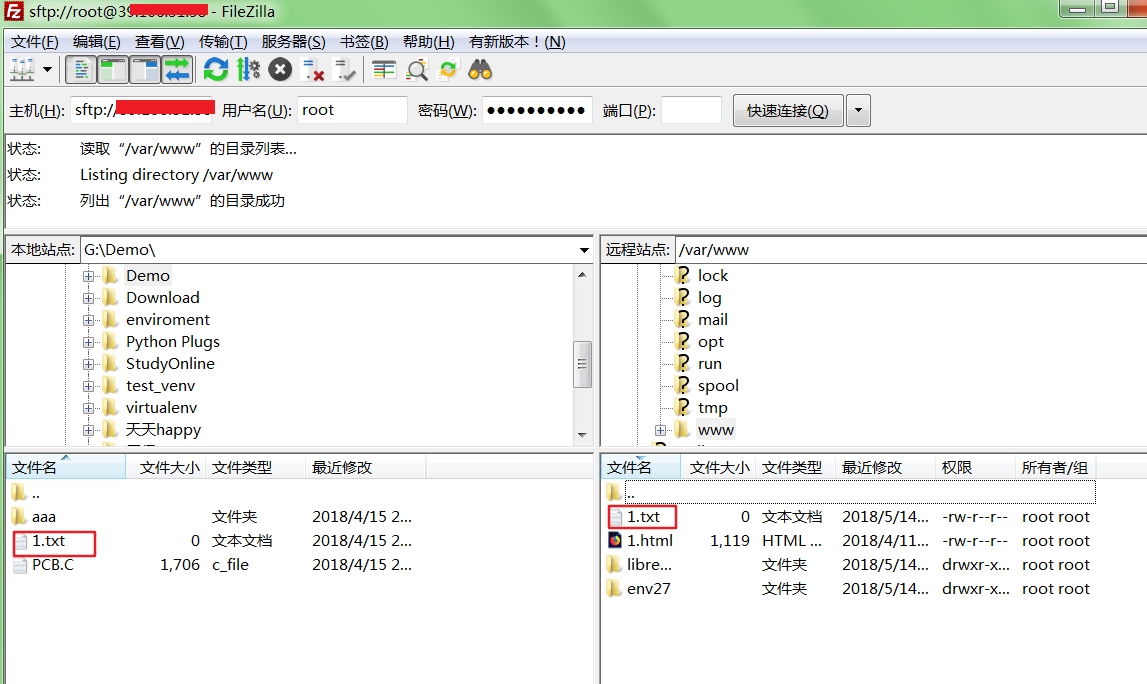 sftp://root@39. - FileZilla
文件(F) 编辑(E) 查看(V) 传输(T) 服务器(S) 书签(B) 帮助(H) 有新版本！(N)
主机(H): sftp:// 用户名(U): root 密码(W): ●●●●●●●●●● 端口(P): 快速连接(Q)
状态: 读取“/var/www”的目录列表...
状态: Listing directory /var/www
状态: 列出“/var/www”的目录成功
本地站点: G:\Demo\
Demo
Download
enviroment
Python Plugs
StudyOnline
test_venv
virtualenv
天天happy
远程站点: /var/www
lock
log
mail
opt
run
spool
tmp
www
文件名 文件大小 文件类型 最近修改
..
aaa 文件夹 2018/4/15 2...
1.txt 0 文本文档 2018/4/15 2...
PCB.C 1,706 c_file 2018/4/15 2...
文件名 文件大小 文件类型 最近修改 权限 所有者/组
..
1.txt 0 文本文档 2018/5/14... -rw-r--r-- root root
1.html 1,119 HTML ... 2018/4/11... -rw-r--r-- root root
libre... 文件夹 2018/5/14... drwxr-x... root root
env27 文件夹 2018/5/14... drwxr-x... root root